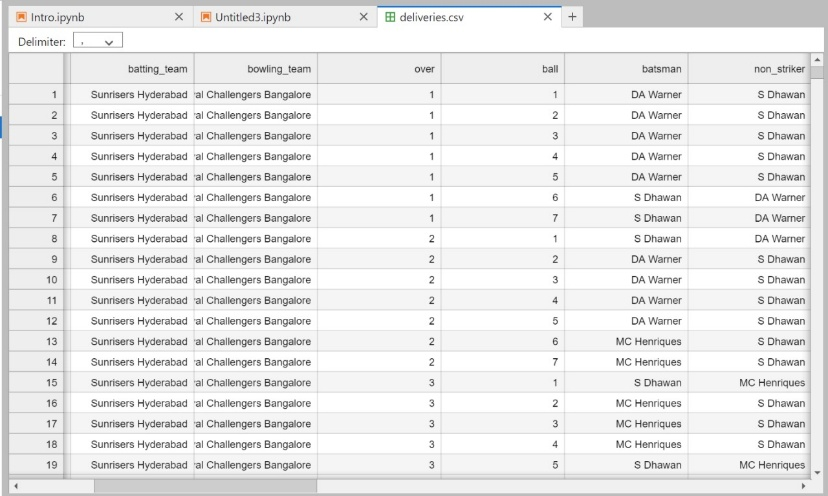 Intro.ipynb Untitled3.ipynb deliveries.csv
Delimiter: ,
batting_team bowling_team over ball batsman non_striker
1 Sunrisers Hyderabad al Challengers Bangalore 1 1 DA Warner S Dhawan
2 Sunrisers Hyderabad al Challengers Bangalore 1 2 DA Warner S Dhawan
3 Sunrisers Hyderabad al Challengers Bangalore 1 3 DA Warner S Dhawan
4 Sunrisers Hyderabad al Challengers Bangalore 1 4 DA Warner S Dhawan
5 Sunrisers Hyderabad al Challengers Bangalore 1 5 DA Warner S Dhawan
6 Sunrisers Hyderabad al Challengers Bangalore 1 6 S Dhawan DA Warner
7 Sunrisers Hyderabad al Challengers Bangalore 1 7 S Dhawan DA Warner
8 Sunrisers Hyderabad al Challengers Bangalore 2 1 S Dhawan DA Warner
9 Sunrisers Hyderabad al Challengers Bangalore 2 2 DA Warner S Dhawan
10 Sunrisers Hyderabad al Challengers Bangalore 2 3 DA Warner S Dhawan
11 Sunrisers Hyderabad al Challengers Bangalore 2 4 DA Warner S Dhawan
12 Sunrisers Hyderabad al Challengers Bangalore 2 5 DA Warner S Dhawan
13 Sunrisers Hyderabad al Challengers Bangalore 2 6 MC Henriques S Dhawan
14 Sunrisers Hyderabad al Challengers Bangalore 2 7 MC Henriques S Dhawan
15 Sunrisers Hyderabad al Challengers Bangalore 3 1 S Dhawan MC Henriques
16 Sunrisers Hyderabad al Challengers Bangalore 3 2 MC Henriques S Dhawan
17 Sunrisers Hyderabad al Challengers Bangalore 3 3 MC Henriques S Dhawan
18 Sunrisers Hyderabad al Challengers Bangalore 3 4 MC Henriques S Dhawan
19 Sunrisers Hyderabad al Challengers Bangalore 3 5 S Dhawan MC Henriques